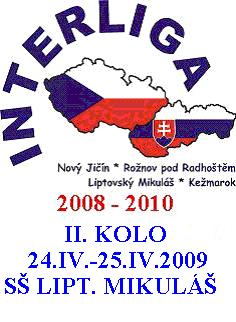 INTERLIGA
Nový Jičín * Rožnov pod Radhoštěm
Liptovský Mikuláš * Kežmarok
2008 - 2010
II. KOLO
24.IV.-25.IV.2009
SŠ LIPT. MIKULÁŠ